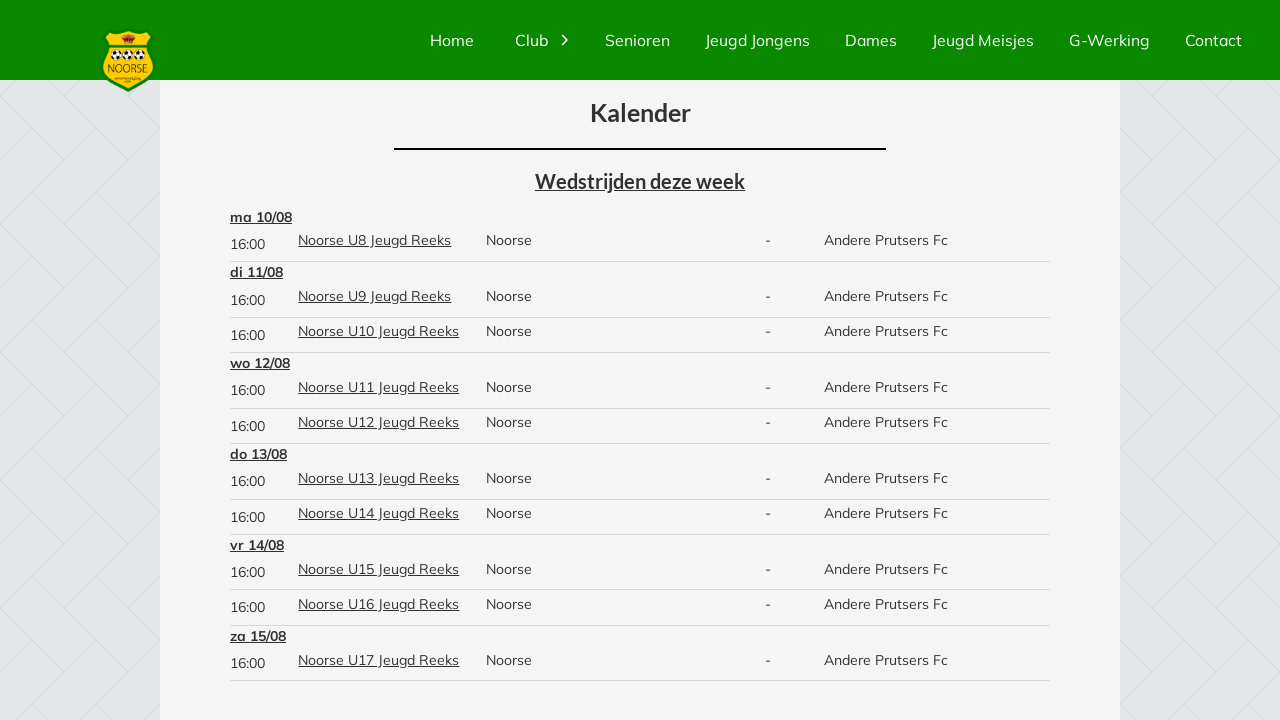 Home Club Senioren Jeugd Jongens Dames Jeugd Meisjes G-Werking Contact
NOORSE
Kalender
Wedstrijden deze week
ma 10/08
16:00 Noorse U8 Jeugd Reeks Noorse - Andere Prutsers Fc
di 11/08
16:00 Noorse U9 Jeugd Reeks Noorse - Andere Prutsers Fc
16:00 Noorse U10 Jeugd Reeks Noorse - Andere Prutsers Fc
wo 12/08
16:00 Noorse U11 Jeugd Reeks Noorse - Andere Prutsers Fc
16:00 Noorse U12 Jeugd Reeks Noorse - Andere Prutsers Fc
do 13/08
16:00 Noorse U13 Jeugd Reeks Noorse - Andere Prutsers Fc
16:00 Noorse U14 Jeugd Reeks Noorse - Andere Prutsers Fc
vr 14/08
16:00 Noorse U15 Jeugd Reeks Noorse - Andere Prutsers Fc
16:00 Noorse U16 Jeugd Reeks Noorse - Andere Prutsers Fc
za 15/08
16:00 Noorse U17 Jeugd Reeks Noorse - Andere Prutsers Fc